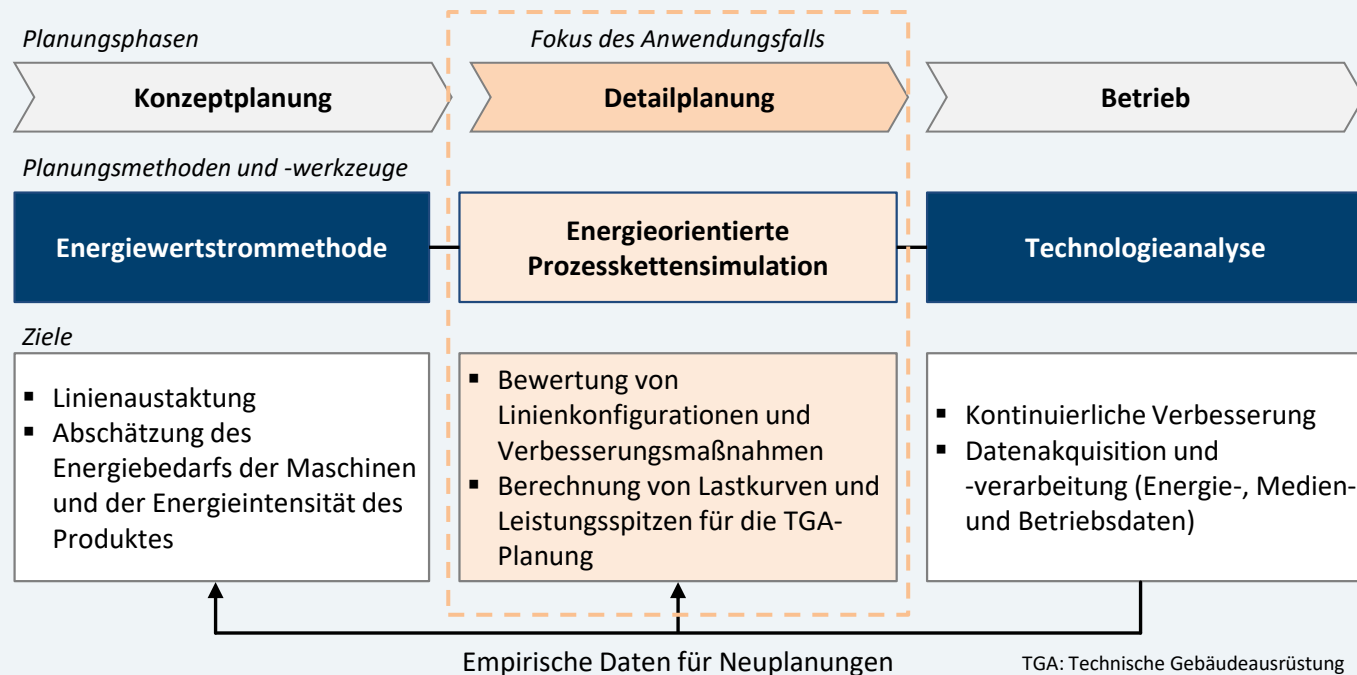 Planungsphasen
Fokus des Anwendungsfalls
Konzeptplanung
Detailplanung
Betrieb
Planungsmethoden und -werkzeuge
Energiewertstrommethode
Energieorientierte
Prozesskettensimulation
Technologieanalyse
Ziele
▪ Linienaustaktung
▪ Abschätzung des
Energiebedarfs der Maschinen
und der Energieintensität des
Produktes
▪ Bewertung von
Linienkonfigurationen und
Verbesserungsmaßnahmen
▪ Berechnung von Lastkurven und
Leistungsspitzen für die TGA-
Planung
▪ Kontinuierliche Verbesserung
▪ Datenakquisition und
-verarbeitung (Energie-, Medien-
und Betriebsdaten)
Empirische Daten für Neuplanungen
TGA: Technische Gebäudeausrüstung